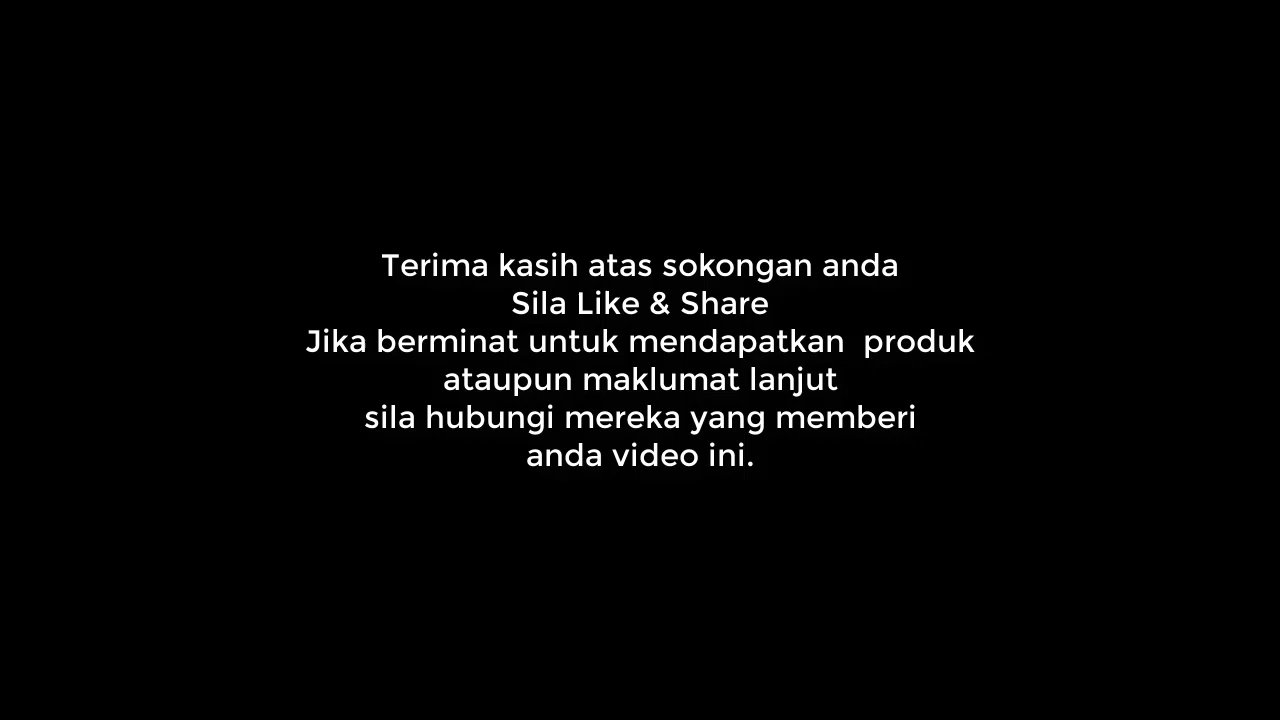 Terima kasih atas sokongan anda
Sila Like & Share
Jika berminat untuk mendapatkan  produk
ataupun maklumat lanjut
sila hubungi mereka yang memberi
anda video ini.